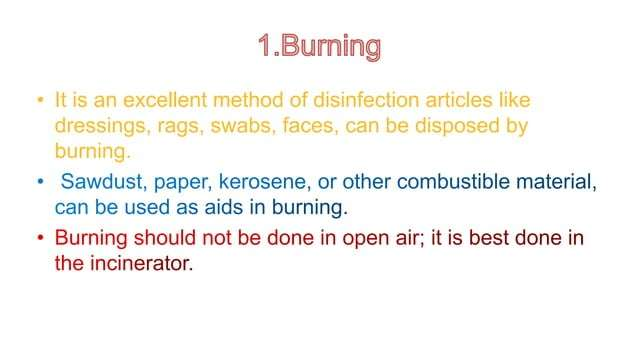 1.Burning
• It is an excellent method of disinfection articles like
dressings, rags, swabs, faces, can be disposed by
burning.
• Sawdust, paper, kerosene, or other combustible material,
can be used as aids in burning.
• Burning should not be done in open air; it is best done in
the incinerator.